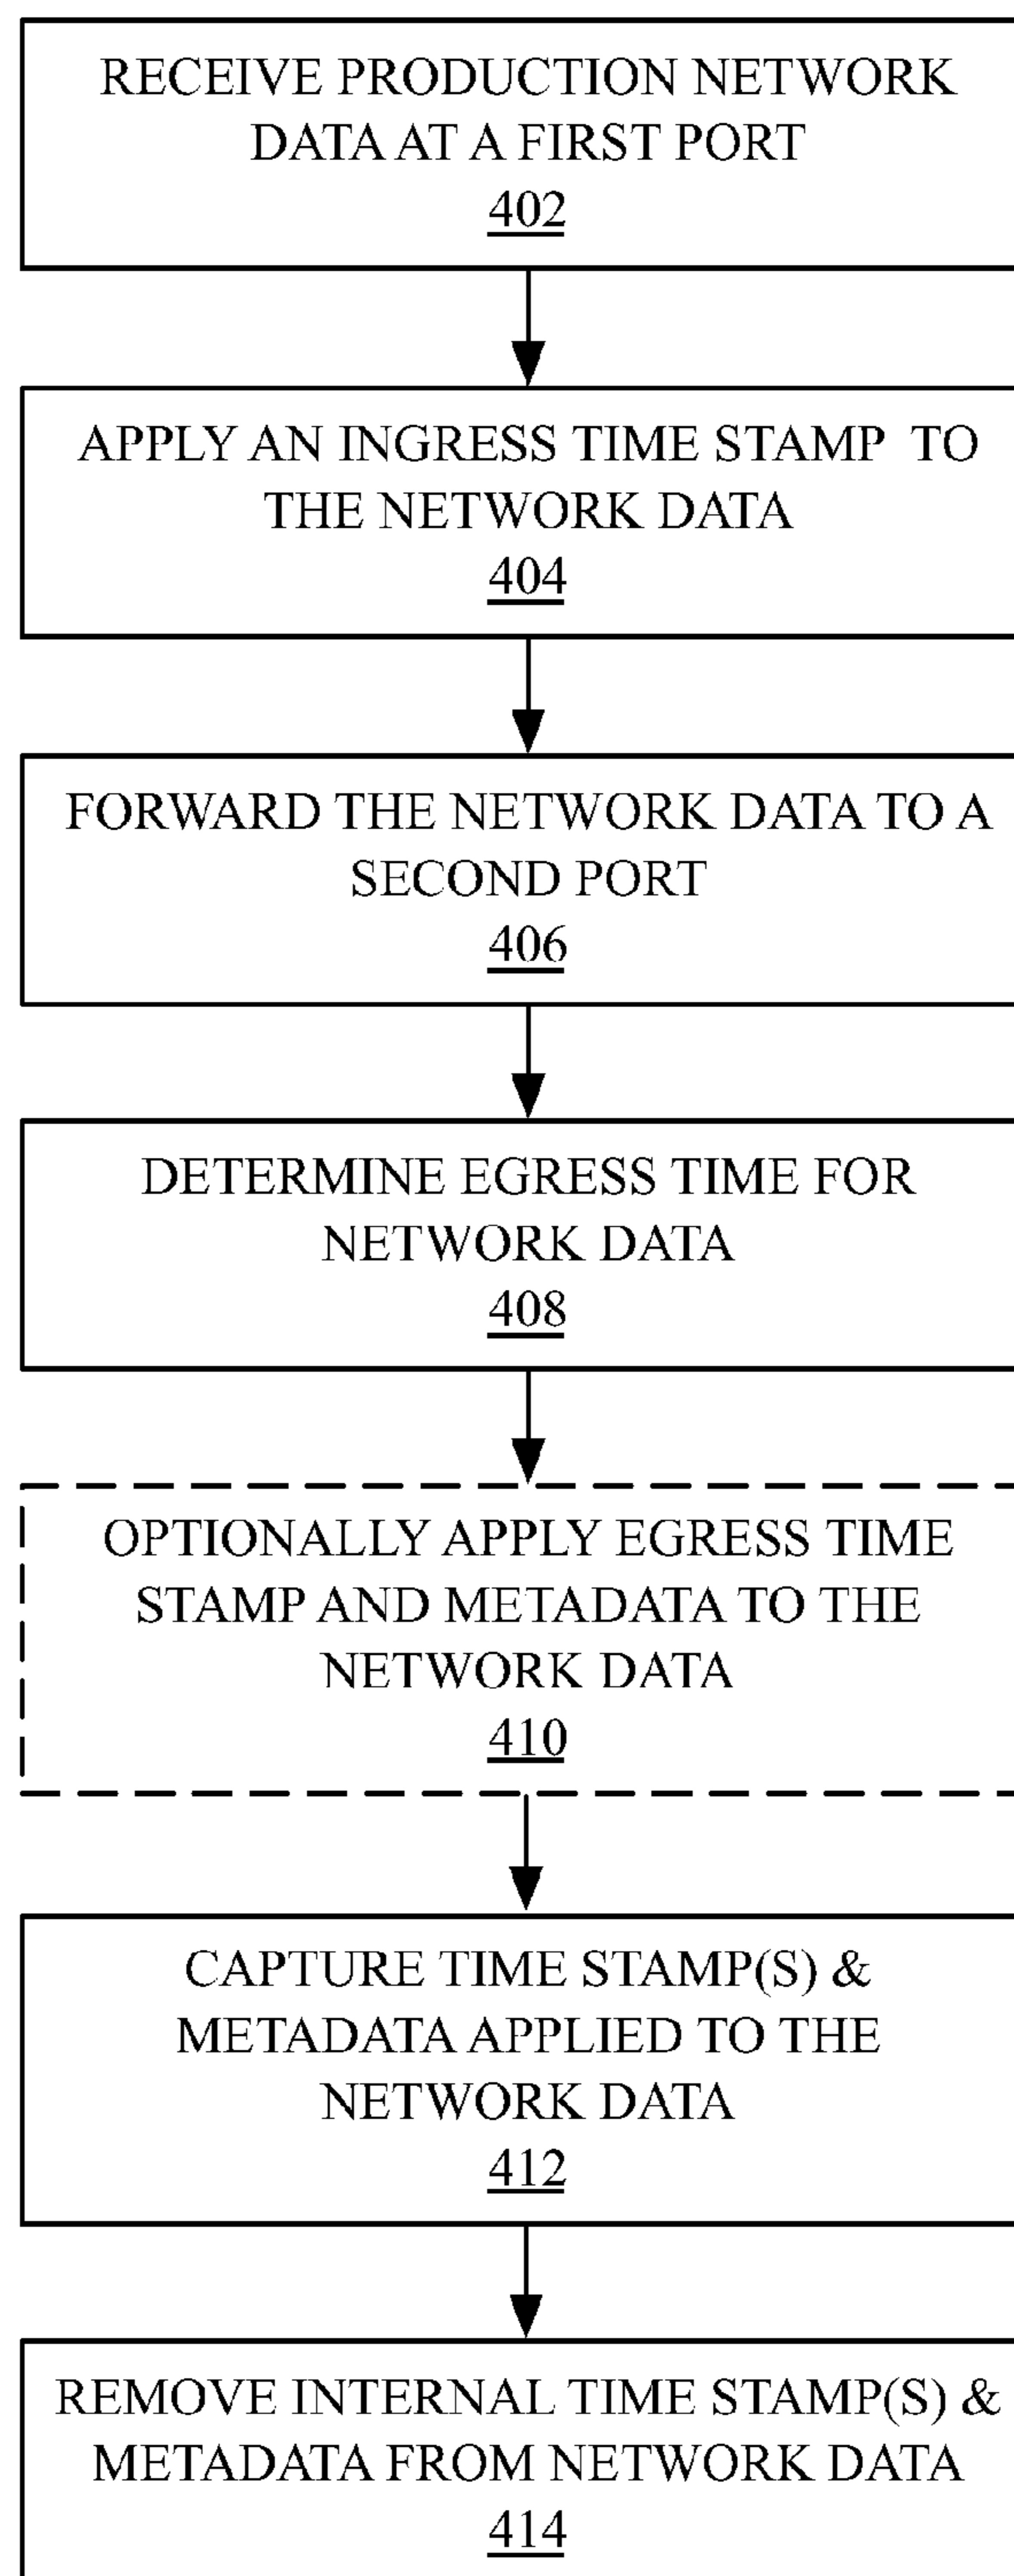 RECEIVE PRODUCTION NETWORK
DATA AT A FIRST PORT
402
APPLY AN INGRESS TIME STAMP TO
THE NETWORK DATA
404
FORWARD THE NETWORK DATA TO A
SECOND PORT
406
DETERMINE EGRESS TIME FOR
NETWORK DATA
408
OPTIONALLY APPLY EGRESS TIME
STAMP AND METADATA TO THE
NETWORK DATA
410
CAPTURE TIME STAMP(S) &
METADATA APPLIED TO THE
NETWORK DATA
412
REMOVE INTERNAL TIME STAMP(S) &
METADATA FROM NETWORK DATA
414